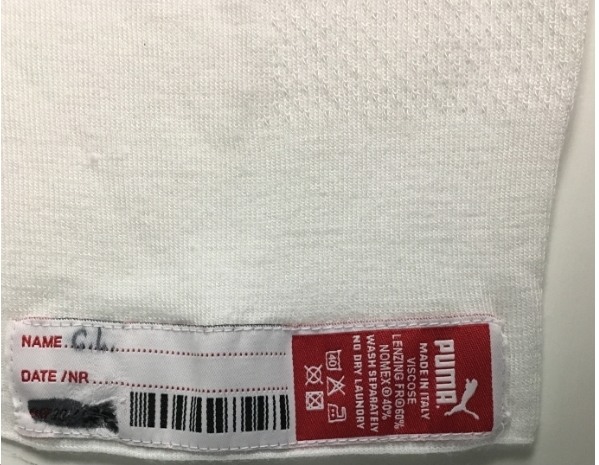 NAME. C.L.
DATE / NR
PUMA
MADE IN ITALY
VISCOSE
LENZING FR® 60%
NOMEX ® 40%
WASH SEPARATELY
NO DRY LAUNDRY
40